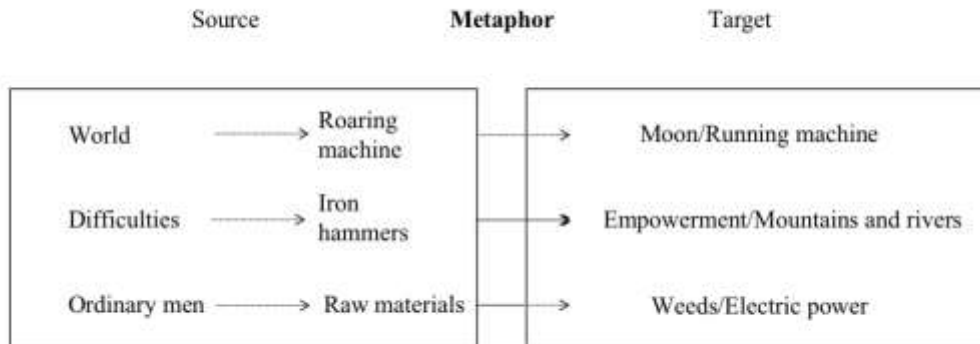 Source Metaphor Target
World Roaring machine Moon/Running machine
Difficulties Iron hammers Empowerment/Mountains and rivers
Ordinary men Raw materials Weeds/Electric power